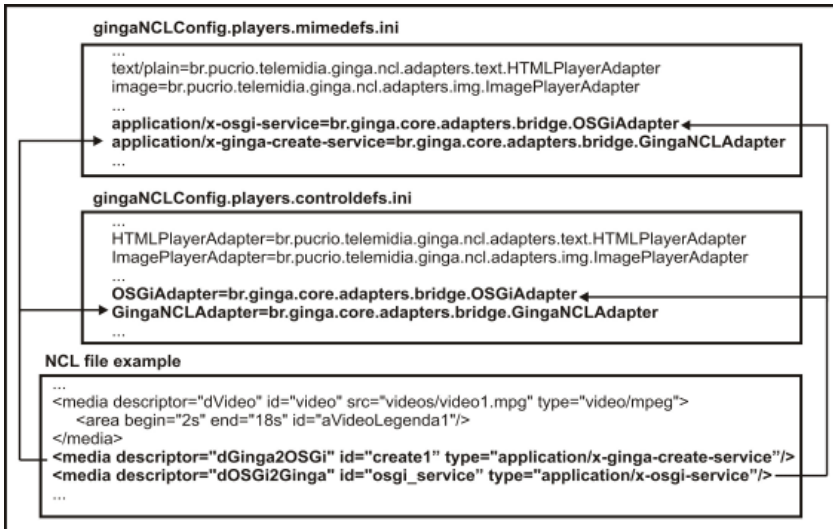 gingaNCLConfig.players.mimedefs.ini
...
text/plain=br.pucrio.telemidia.ginga.ncl.adapters.text.HTMLPlayerAdapter
image=br.pucrio.telemidia.ginga.ncl.adapters.img.ImagePlayerAdapter
...
application/x-osgi-service=br.ginga.core.adapters.bridge.OSGiAdapter
application/x-ginga-create-service=br.ginga.core.adapters.bridge.GingaNCLAdapter
...
gingaNCLConfig.players.controldefs.ini
...
HTMLPlayerAdapter=br.pucrio.telemidia.ginga.ncl.adapters.text.HTMLPlayerAdapter
ImagePlayerAdapter=br.pucrio.telemidia.ginga.ncl.adapters.img.ImagePlayerAdapter
...
OSGiAdapter=br.ginga.core.adapters.bridge.OSGiAdapter
GingaNCLAdapter=br.ginga.core.adapters.bridge.GingaNCLAdapter
...
NCL file example
...
<media descriptor="dVideo" id="video" src="videos/video1.mpg" type="video/mpeg">
<area begin="2s" end="18s" id="aVideoLegenda1"/>
</media>
<media descriptor="dGinga2OSGi" id="create1” type="application/x-ginga-create-service”/>
<media descriptor="dOSGi2Ginga" id="osgi_service” type="application/x-osgi-service”/>
...